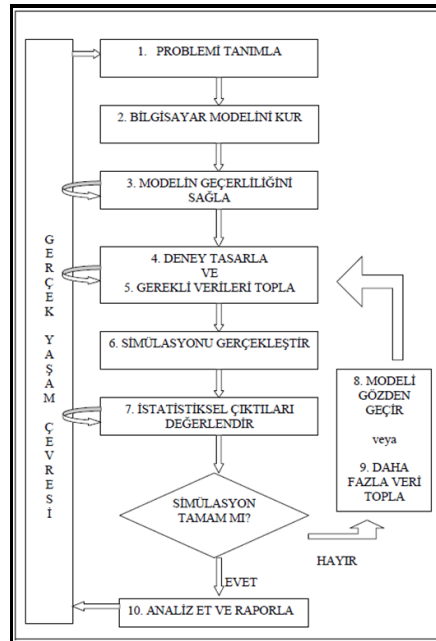 GERÇEK YAŞAM ÇEVRESİ
1. PROBLEMİ TANIMLA
2. BİLGİSAYAR MODELİNİ KUR
3. MODELİN GEÇERLİLİĞİNİ
SAĞLA
4. DENEY TASARLA
VE
5. GEREKLİ VERİLERİ TOPLA
6. SİMÜLASYONU GERÇEKLEŞTİR
7. İSTATİSTİKSEL ÇIKTILARI
DEĞERLENDİR
8. MODELİ
GÖZDEN
GEÇİR
veya
9. DAHA
FAZLA VERİ
TOPLA
SİMÜLASYON
TAMAM MI?
HAYIR
EVET
10. ANALİZ ET VE RAPORLA